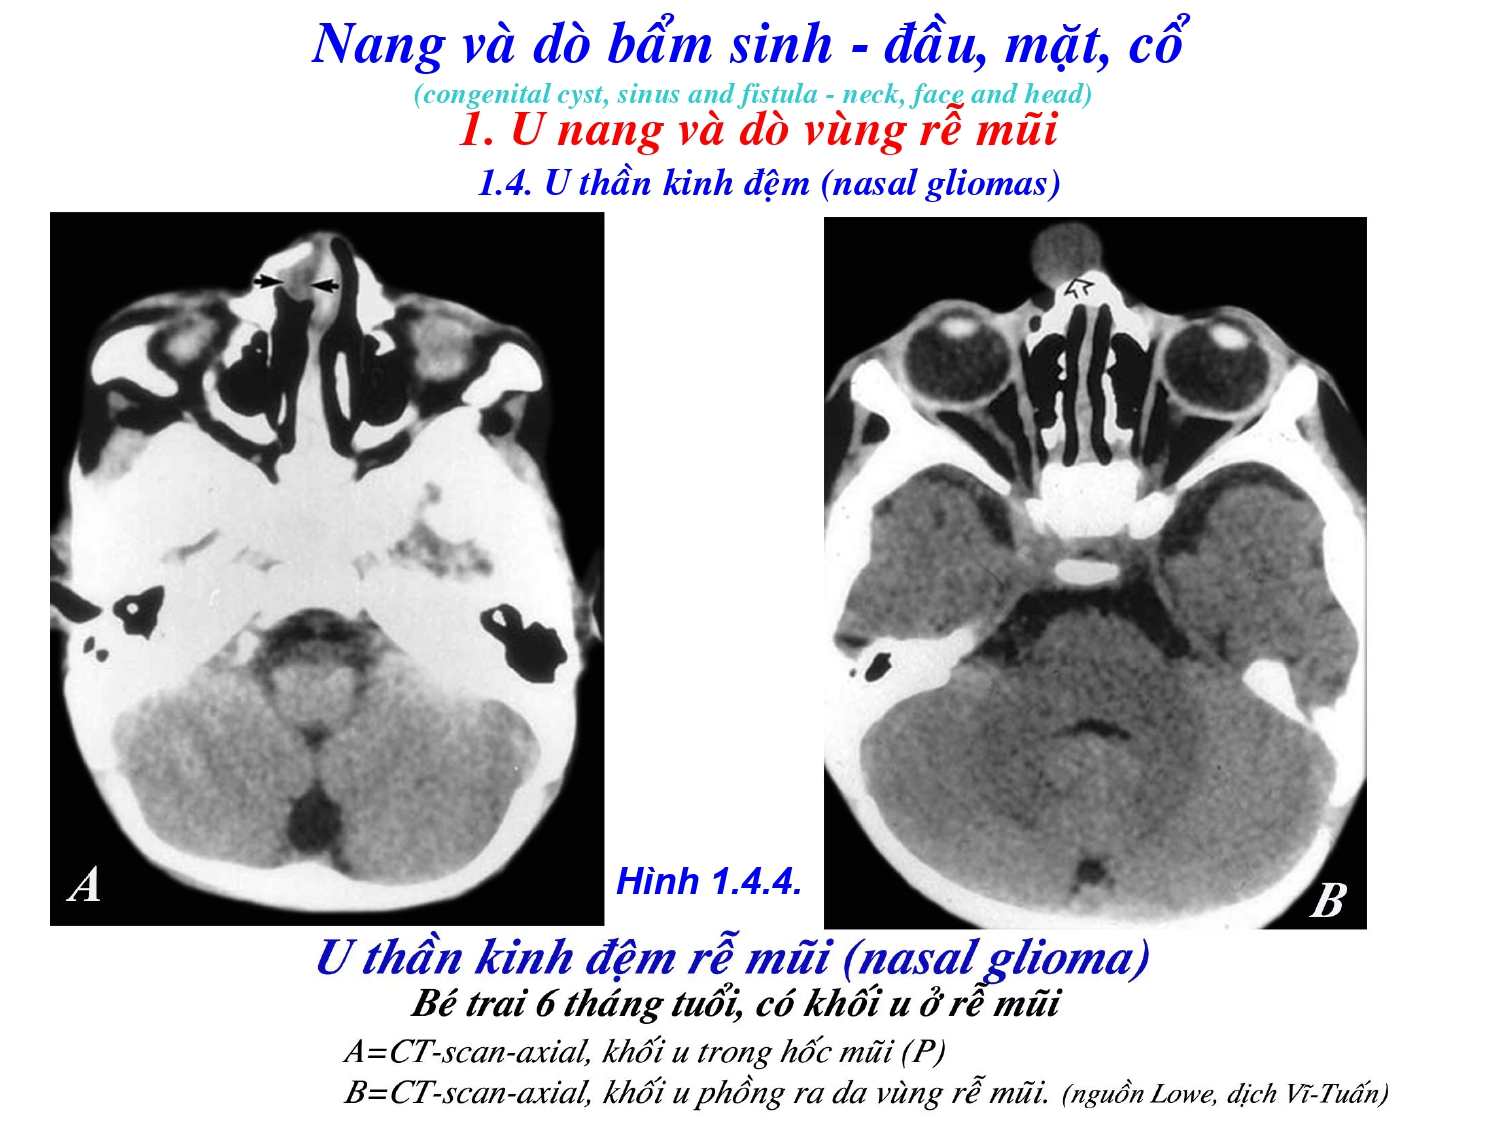 Nang và dò bẩm sinh - đầu, mặt, cổ
(congenital cyst, sinus and fistula - neck, face and head)
1. U nang và dò vùng rễ mũi
1.4. U thần kinh đệm (nasal gliomas)
A
Hình 1.4.4.
B
U thần kinh đệm rễ mũi (nasal glioma)
Bé trai 6 tháng tuổi, có khối u ở rễ mũi
A=CT-scan-axial, khối u trong hốc mũi (P)
B=CT-scan-axial, khối u phồng ra da vùng rễ mũi. (nguồn Lowe, dịch Vĩ-Tuấn)